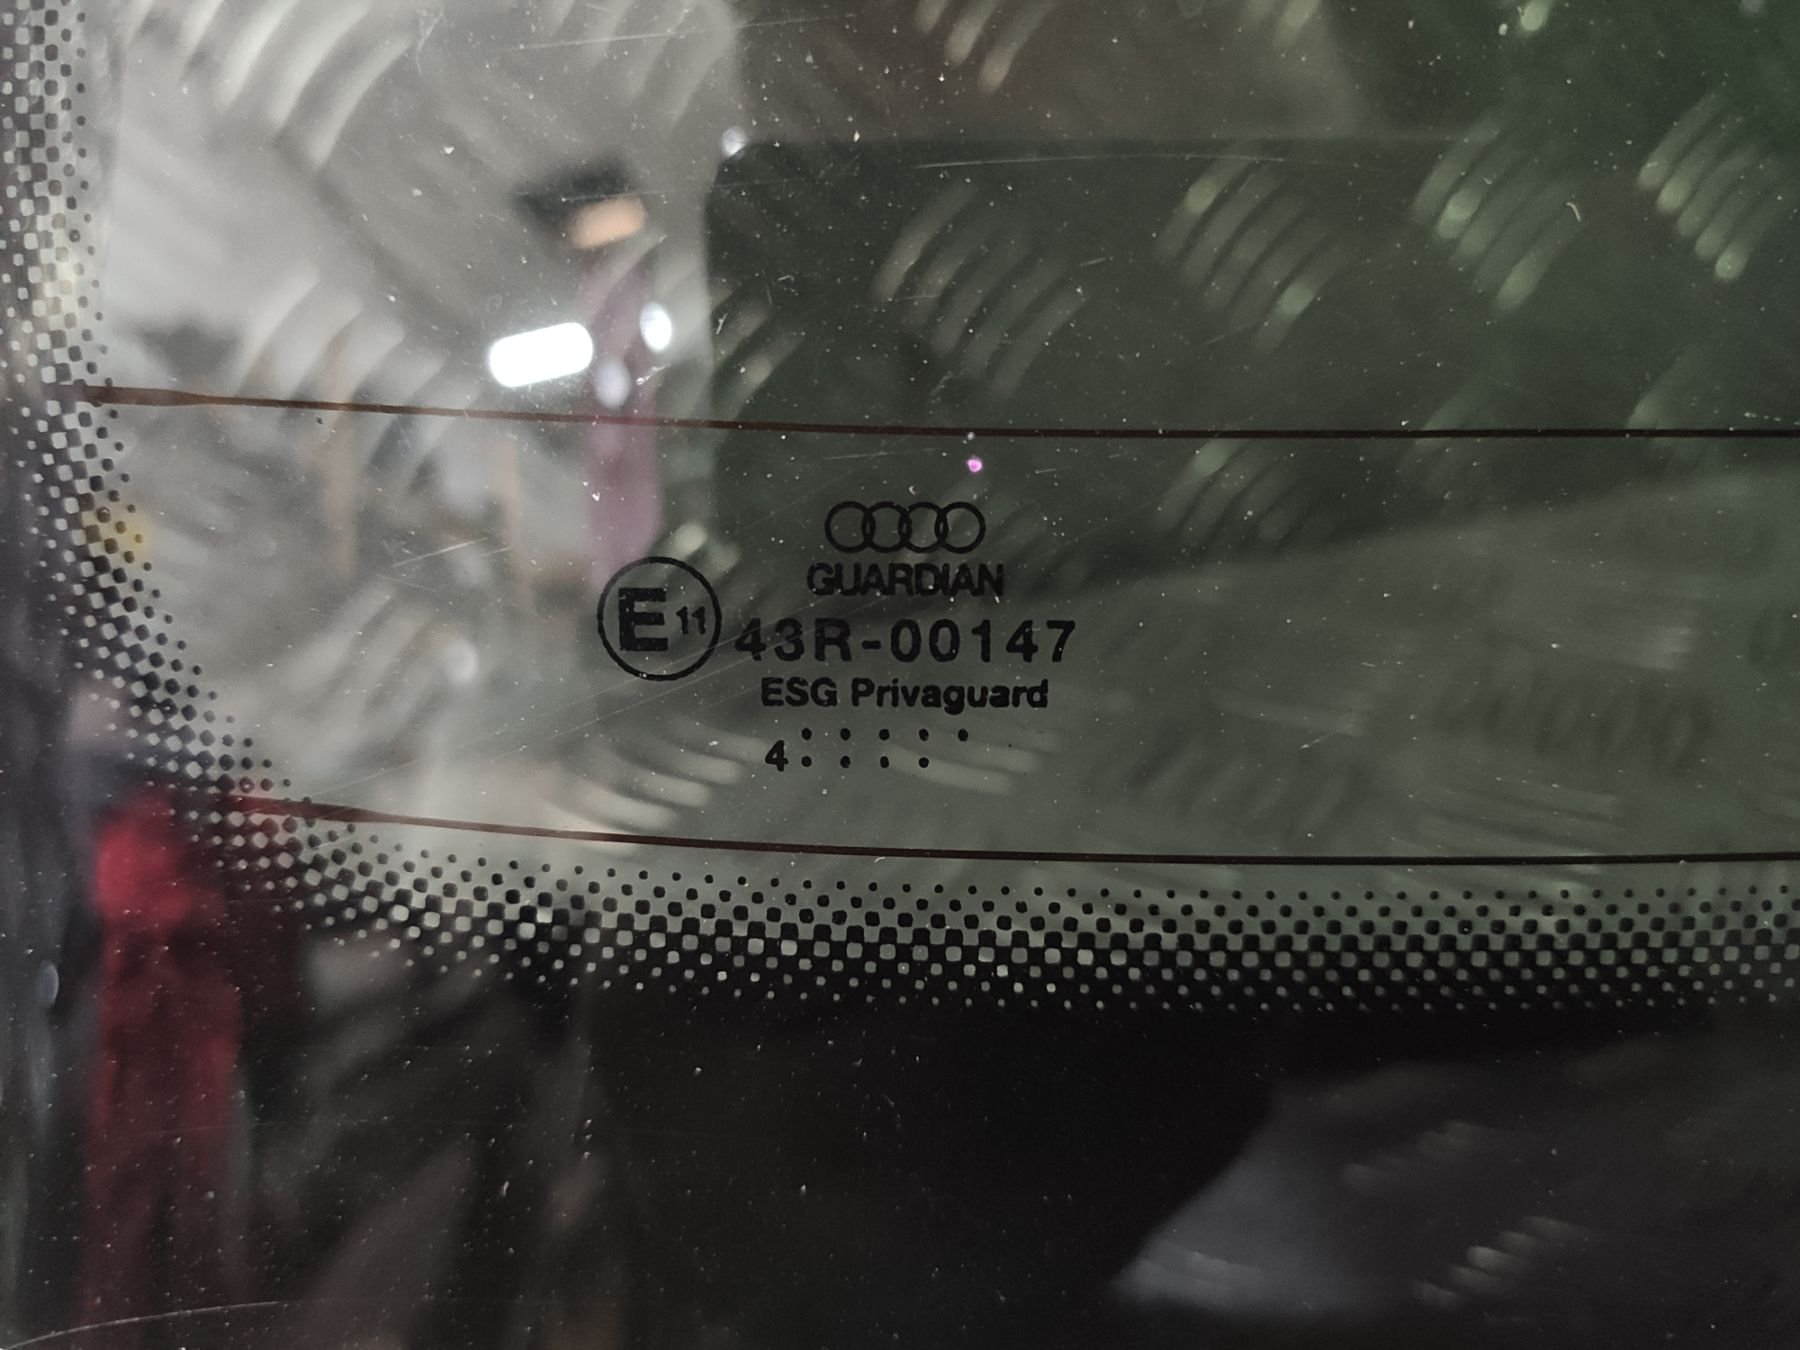 GUARDIAN
E 11 43R-00147
ESG Privaguard
4